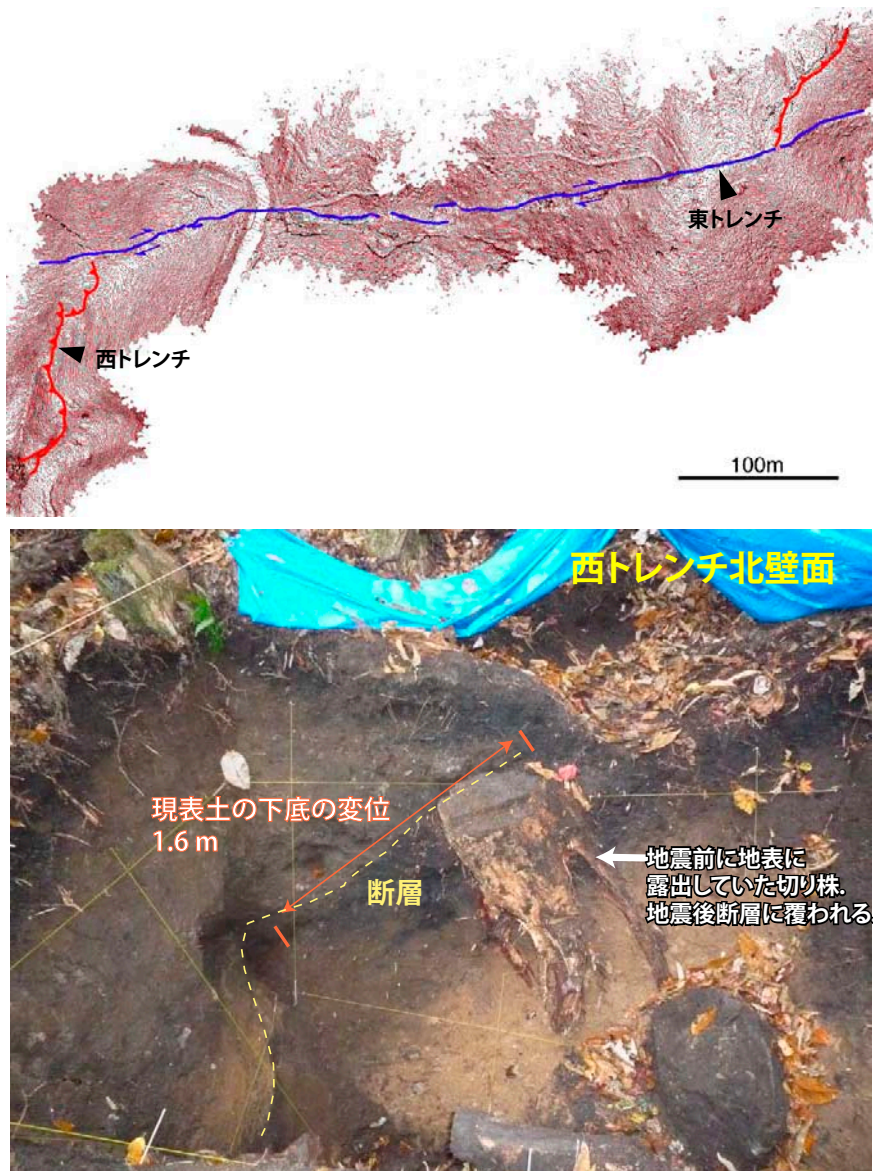 東トレンチ
西トレンチ
100m
西トレンチ北壁面
現表土の下底の変位
1.6 m
断層
地震前に地表に
露出していた切り株.
地震後断層に覆われる.